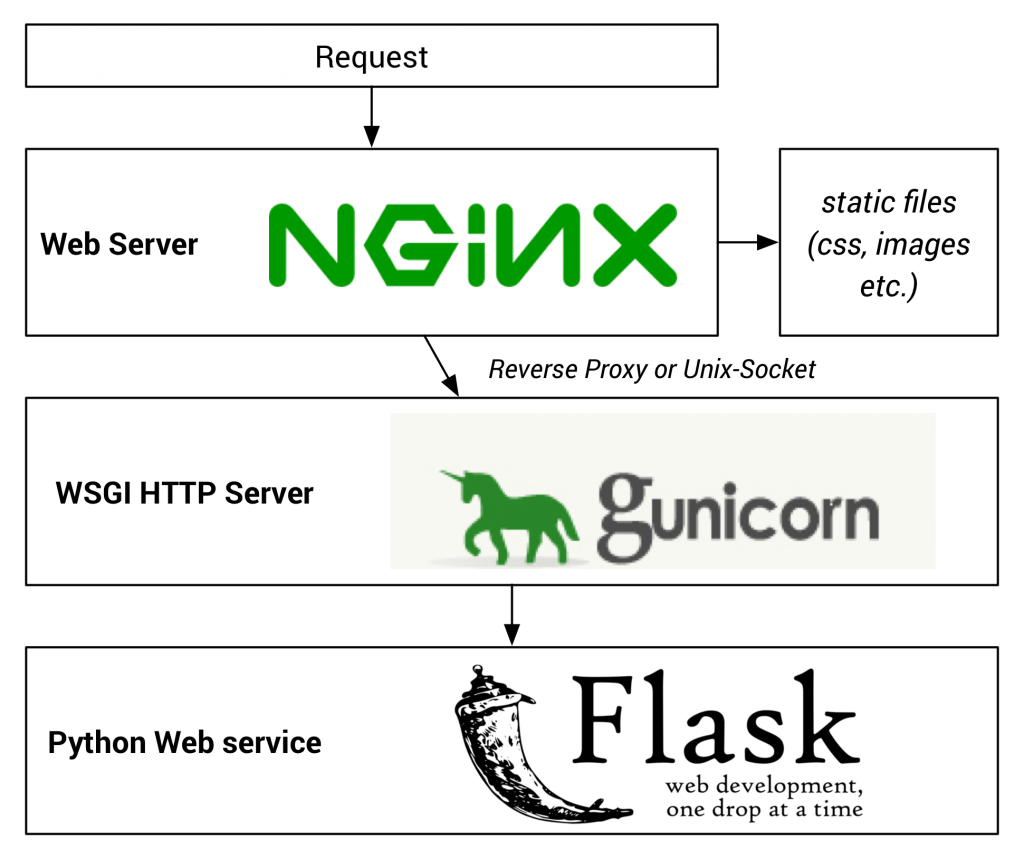 Request
Web Server
NGINX
static files
(css, images
etc.)
Reverse Proxy or Unix-Socket
WSGI HTTP Server
gunicorn
Python Web service
Flask
web development,
one drop at a time